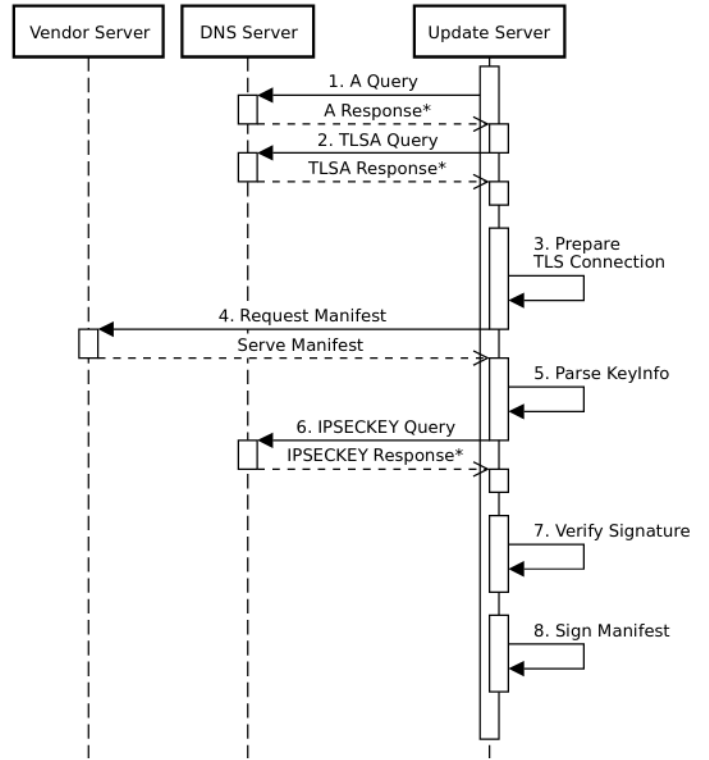 Vendor Server
DNS Server
Update Server
1. A Query
A Response*
2. TLSA Query
TLSA Response*
3. Prepare
TLS Connection
4. Request Manifest
Serve Manifest
5. Parse KeyInfo
6. IPSECKEY Query
IPSECKEY Response*
7. Verify Signature
8. Sign Manifest